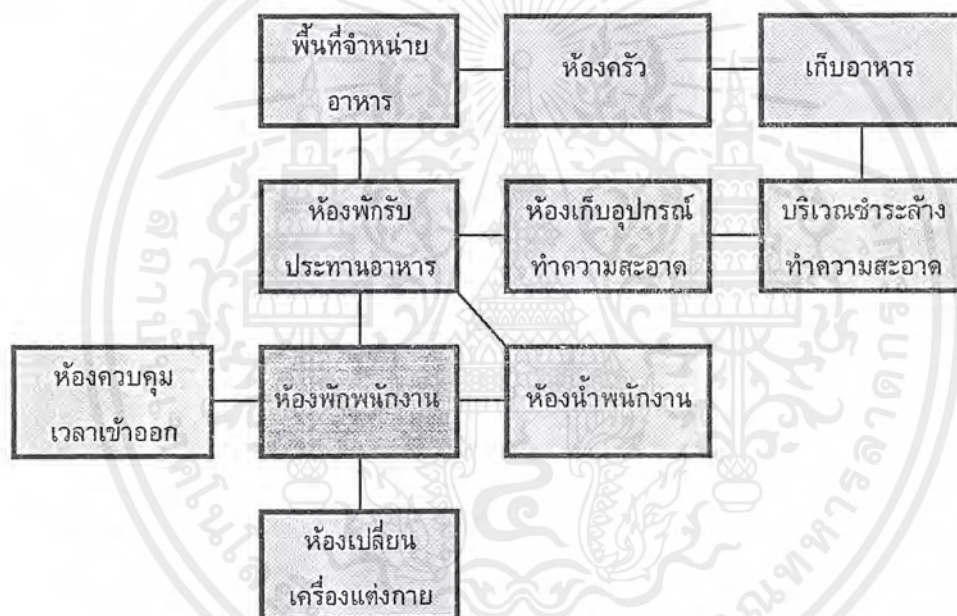 พื้นที่จำหน่าย
อาหาร
ห้องครัว
เก็บอาหาร
ห้องพักรับ
ประทานอาหาร
ห้องเก็บอุปกรณ์
ทำความสะอาด
บริเวณชำระล้าง
ทำความสะอาด
ห้องควบคุม
เวลาเข้าออก
ห้องพักพนักงาน
ห้องน้ำพนักงาน
ห้องเปลี่ยน
เครื่องแต่งกาย